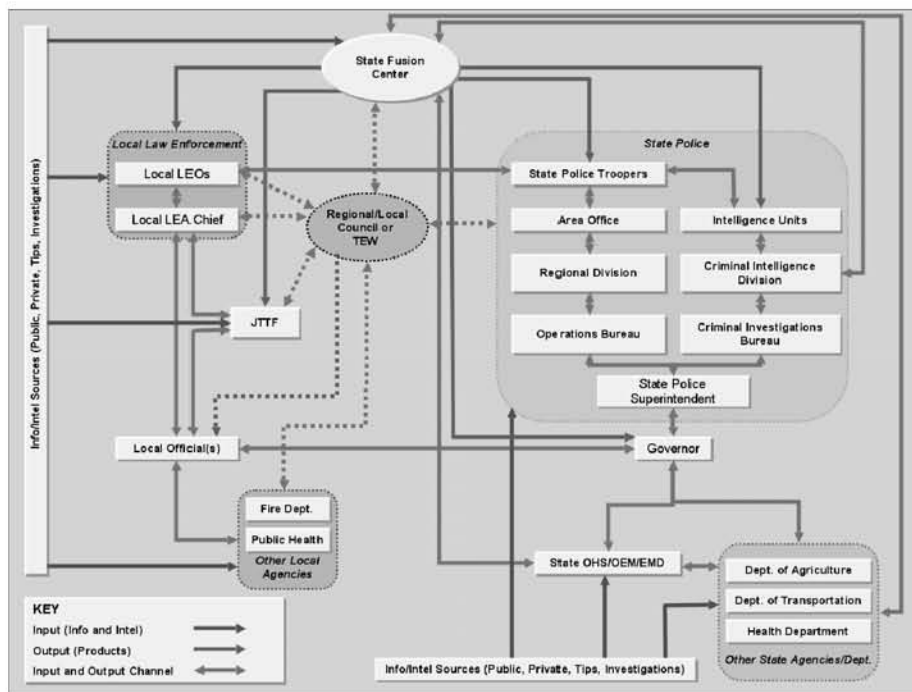 State Fusion
Center
Info/Intel Sources (Public, Private, Tips, Investigations)
Local Law Enforcement
Local LEOs
Local LEA.Chief
Regional/Local
Council or
TEW
State Police
State Police Troopers
Area Office
Intelligence Units
Regional Division
Criminal Intelligence
Division
JTTF
Operations Bureau
Criminal Investigations
Bureau
State Police
Superintendent
Local Official(s)
Governor
Fire Dept.
Public Health
Other Local
Agencies
State OHS/OEM/EMD
Dept. of Agriculture
Dept. of Transportation
Health Department
Other State Agencies/Dept.
KEY
Input (Info and Intel)
Output (Products)
Input and Output Channel
Info/Intel Sources (Public, Private, Tips, Investigations)